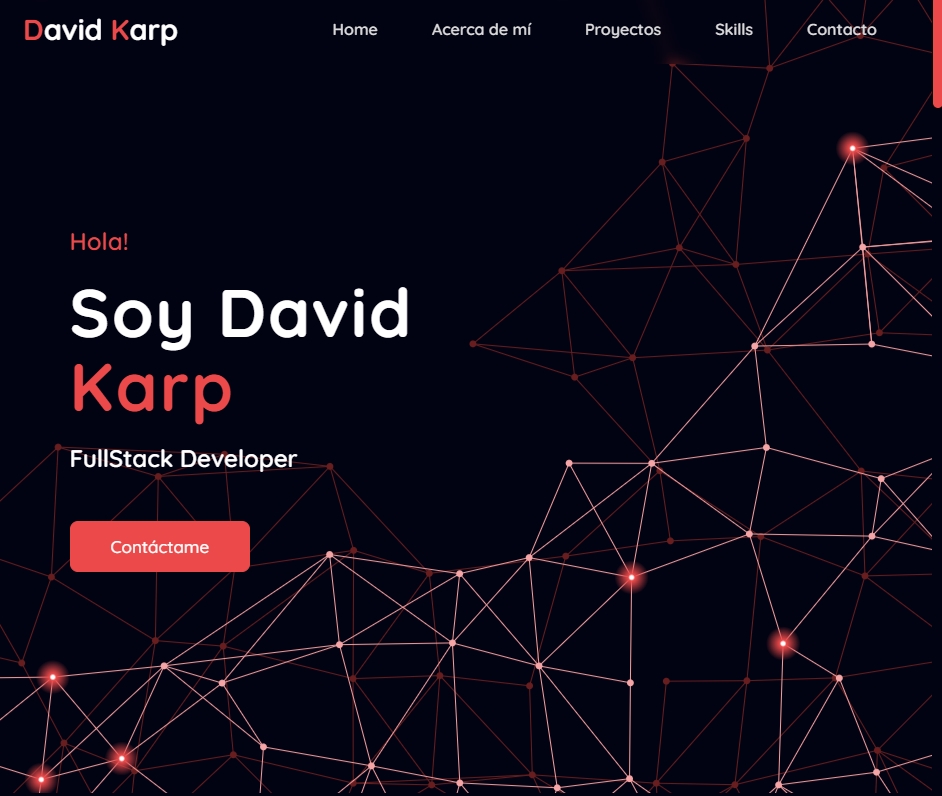 David Karp
Home
Acerca de mí
Proyectos
Skills
Contacto
Hola!
Soy David
Karp
FullStack Developer
Contáctame